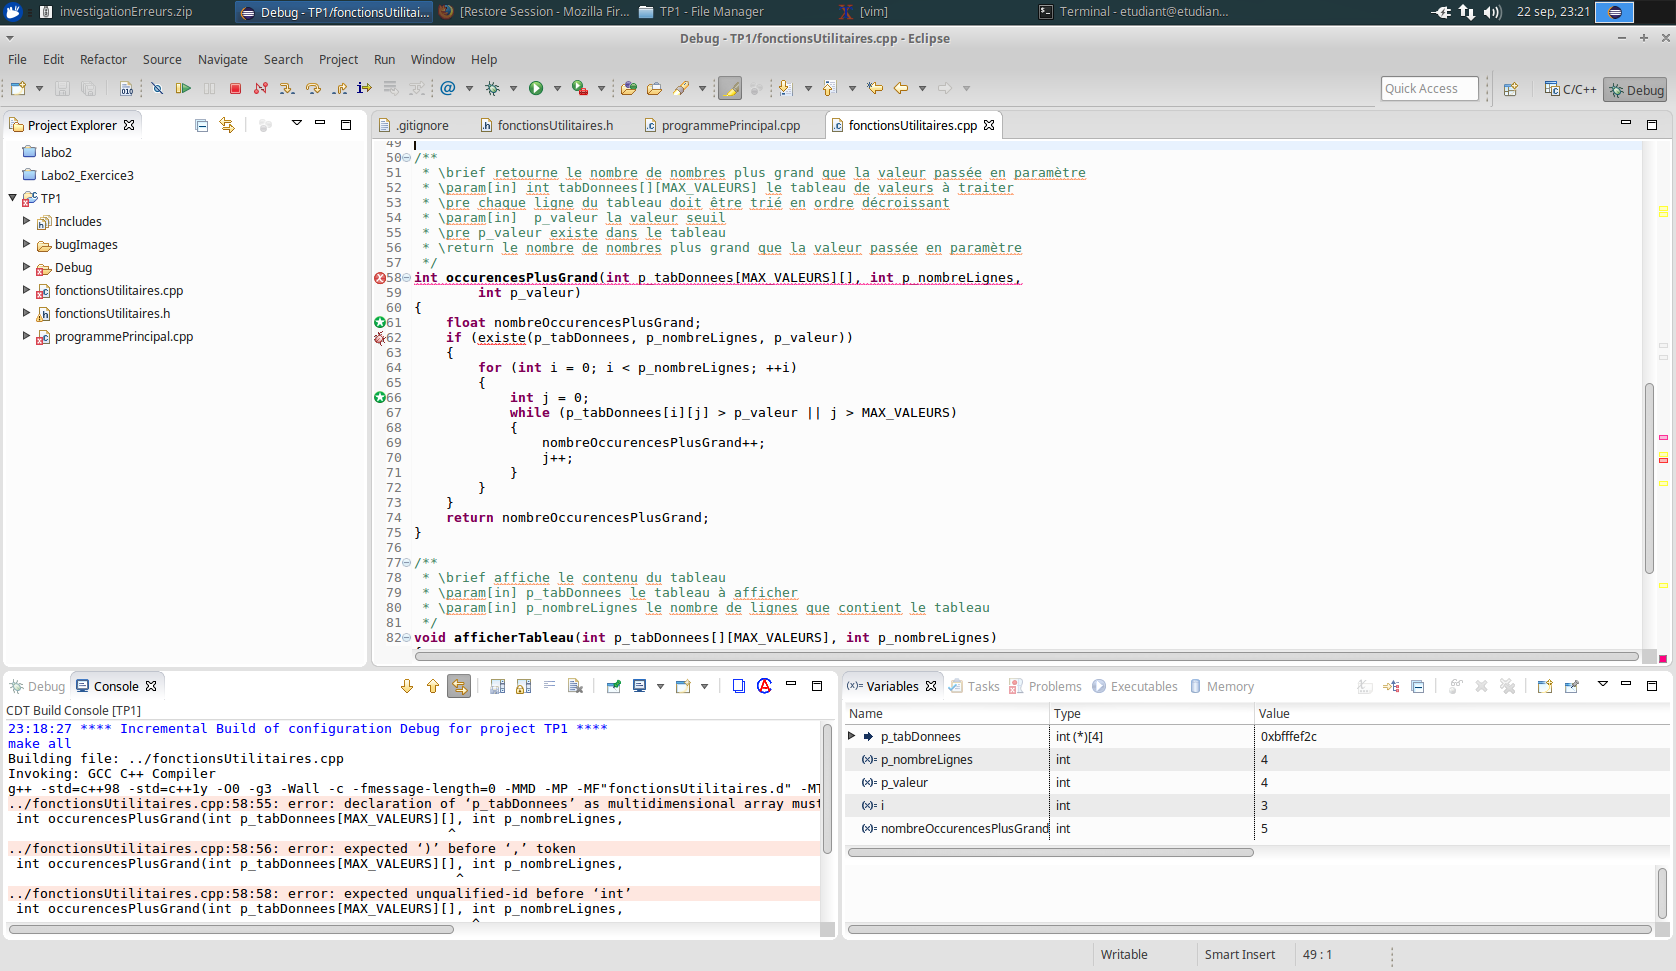 investigationErreurs.zip
Debug - TP1/fonctionsUtilitai...
[Restore Session - Mozilla Fir...
TP1 - File Manager
[vim]
Terminal - etudiant@etudian...
22 sep, 23:21
Debug - TP1/fonctionsUtilitaires.cpp - Eclipse
File Edit Refactor Source Navigate Search Project Run Window Help
Quick Access
C/C++
Debug
Project Explorer
labo2
Labo2_Exercice3
TP1
Includes
bugImages
Debug
fonctionsUtilitaires.cpp
fonctionsUtilitaires.h
programmePrincipal.cpp
.gitignore
fonctionsUtilitaires.h
programmePrincipal.cpp
fonctionsUtilitaires.cpp
49
50 /**
51  * \brief retourne le nombre de nombres plus grand que la valeur passée en paramètre
52  * \param[in] int tabDonnees[][MAX_VALEURS] le tableau de valeurs à traiter
53  * \pre chaque ligne du tableau doit être trié en ordre décroissant
54  * \param[in]  p_valeur la valeur seuil
55  * \pre p_valeur existe dans le tableau
56  * \return le nombre de nombres plus grand que la valeur passée en paramètre
57  */
58 int occurencesPlusGrand(int p_tabDonnees[MAX_VALEURS][], int p_nombreLignes,
59         int p_valeur)
60 {
61     float nombreOccurencesPlusGrand;
62     if (existe(p_tabDonnees, p_nombreLignes, p_valeur))
63     {
64         for (int i = 0; i < p_nombreLignes; ++i)
65         {
66             int j = 0;
67             while (p_tabDonnees[i][j] > p_valeur || j > MAX_VALEURS)
68             {
69                 nombreOccurencesPlusGrand++;
70                 j++;
71             }
72         }
73     }
74     return nombreOccurencesPlusGrand;
75 }
76
77 /**
78  * \brief affiche le contenu du tableau
79  * \param[in] p_tabDonnees le tableau à afficher
80  * \param[in] p_nombreLignes le nombre de lignes que contient le tableau
81  */
82 void afficherTableau(int p_tabDonnees[][MAX_VALEURS], int p_nombreLignes)
Debug
Console
CDT Build Console [TP1]
23:18:27 **** Incremental Build of configuration Debug for project TP1 ****
make all
Building file: ../fonctionsUtilitaires.cpp
Invoking: GCC C++ Compiler
g++ -std=c++98 -std=c++1y -O0 -g3 -Wall -c -fmessage-length=0 -MMD -MP -MF"fonctionsUtilitaires.d" -MT
../fonctionsUtilitaires.cpp:58:55: error: declaration of ‘p_tabDonnees’ as multidimensional array must
 int occurencesPlusGrand(int p_tabDonnees[MAX_VALEURS][], int p_nombreLignes,
^
../fonctionsUtilitaires.cpp:58:56: error: expected ‘)’ before ‘,’ token
 int occurencesPlusGrand(int p_tabDonnees[MAX_VALEURS][], int p_nombreLignes,
^
../fonctionsUtilitaires.cpp:58:58: error: expected unqualified-id before ‘int’
 int occurencesPlusGrand(int p_tabDonnees[MAX_VALEURS][], int p_nombreLignes,
^
Variables
Tasks
Problems
Executables
Memory
Name Type Value
p_tabDonnees int (*)[4] 0xbfffef2c
p_nombreLignes int 4
p_valeur int 4
i int 3
nombreOccurencesPlusGrand int 5
Writable
Smart Insert
49 : 1